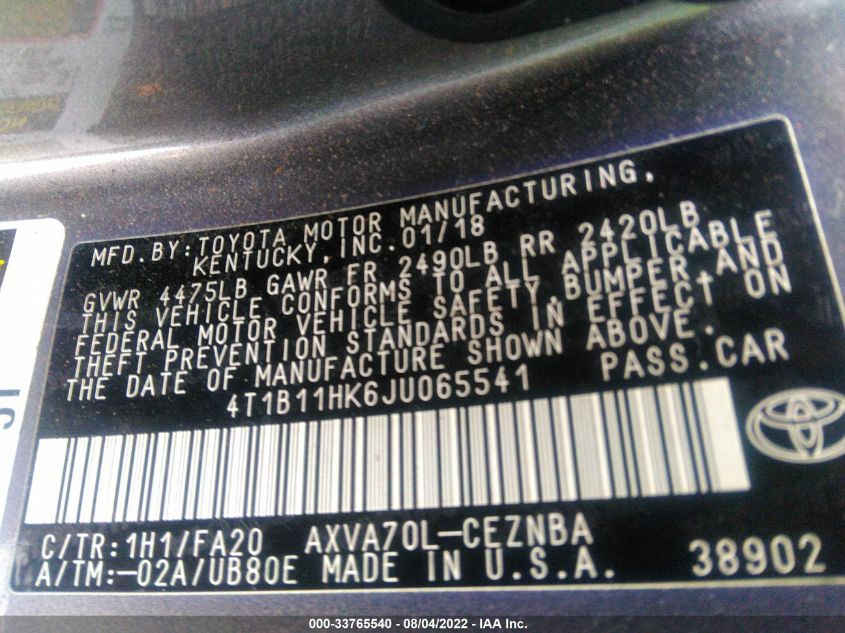 MFD.BY:TOYOTA MOTOR MANUFACTURING,
KENTUCKY,INC.01/18
GVWR 4475LB GAWR FR 2490LB RR 2420LB
THIS VEHICLE CONFORMS TO ALL APPLICABLE
FEDERAL MOTOR VEHICLE SAFETY,BUMPER,AND
THEFT PREVENTION STANDARDS IN EFFECT ON
THE DATE OF MANUFACTURE SHOWN ABOVE.
4T1B11HK6JU065541 PASS.CAR
C/TR:1H1/FA20 AXVA70L-CEZNBA
A/TM:-02A/UB80E MADE IN U.S.A. 38902
000-33765540 - 08/04/2022 - IAA Inc.